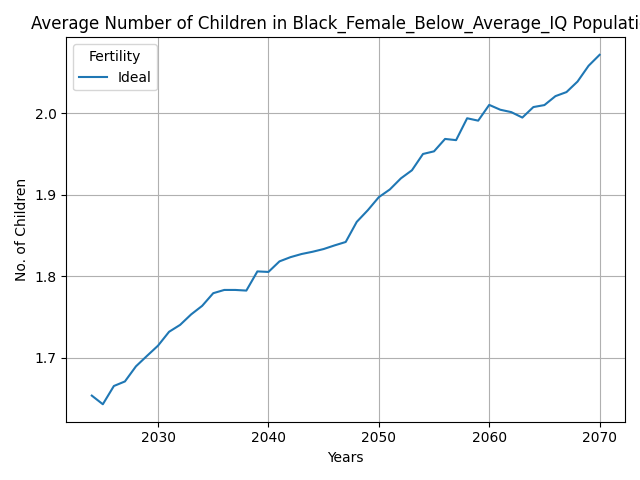 Average Number of Children in Black_Female_Below_Average_IQ Populati
Fertility
Ideal
No. of Children
2.0
1.9
1.8
1.7
2030 2040 2050 2060 2070
Years